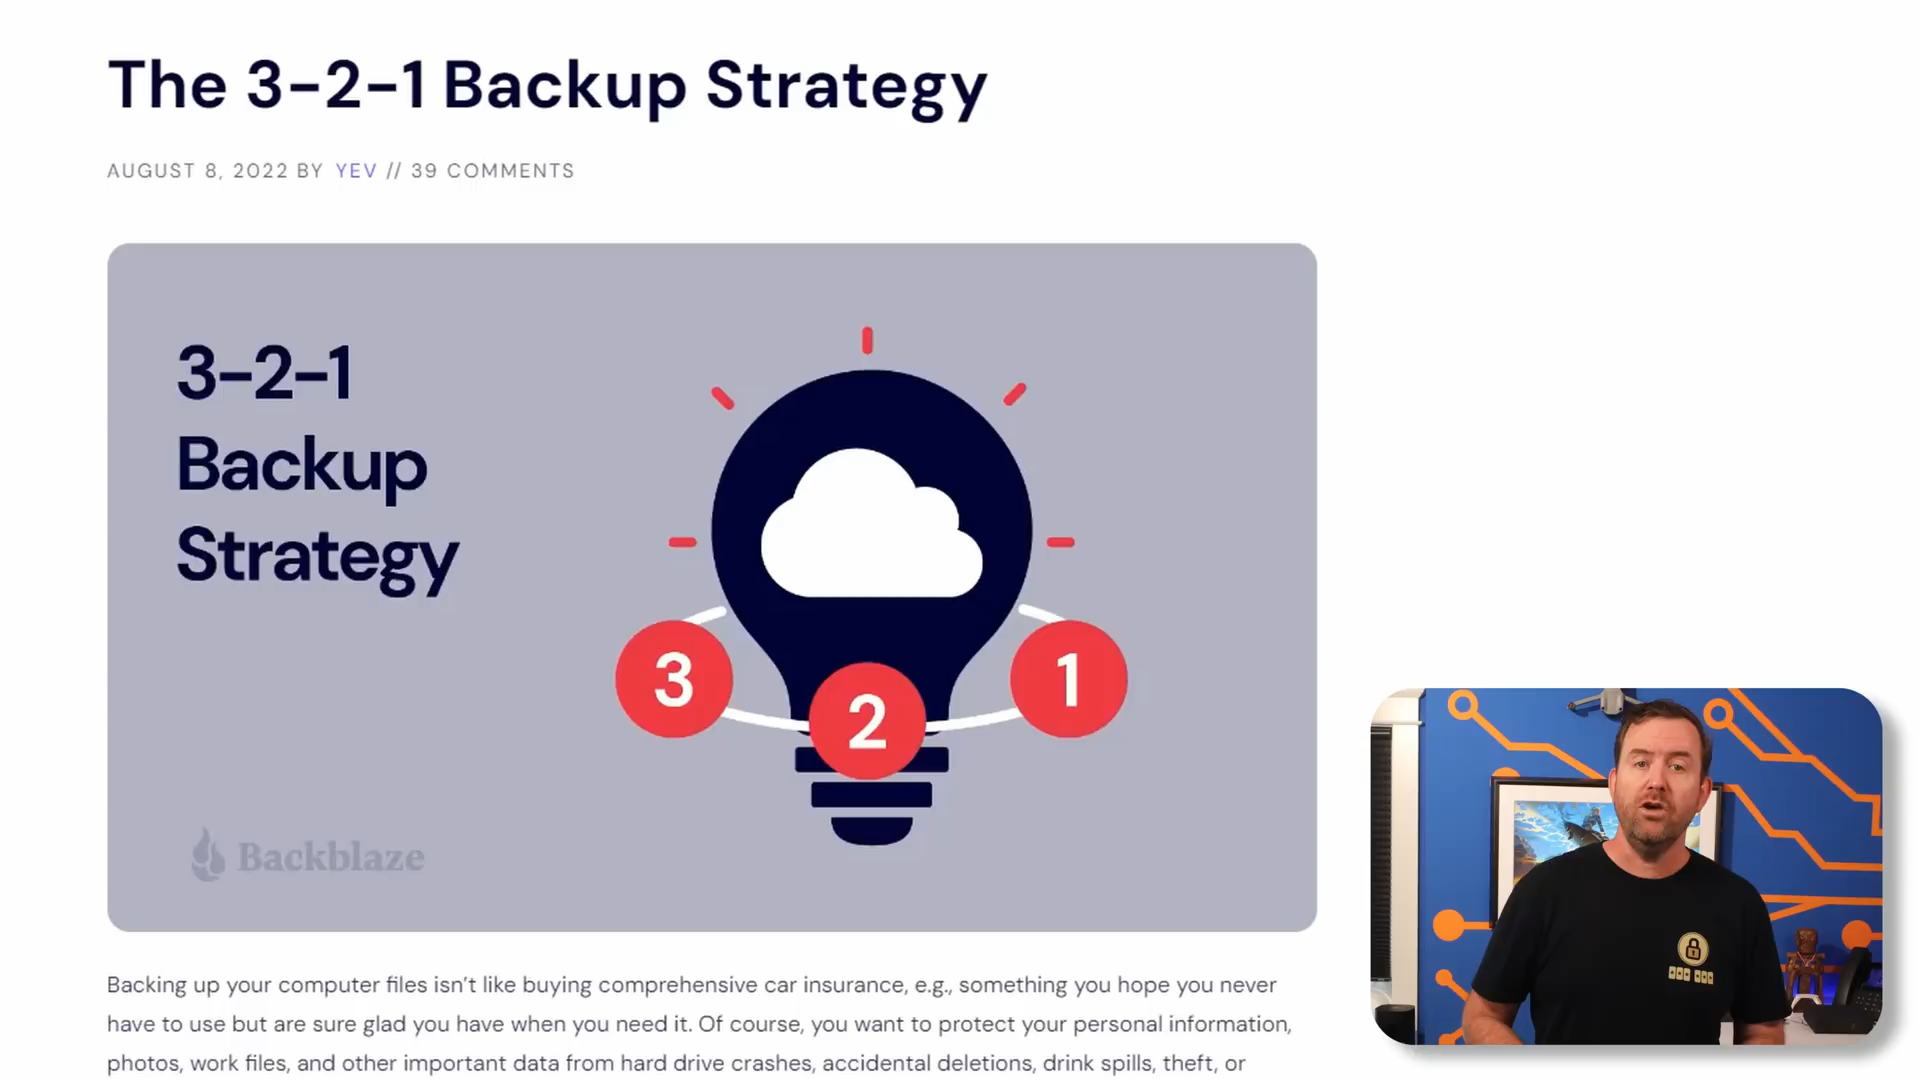 The 3-2-1 Backup Strategy
AUGUST 8, 2022 BY YEV // 39 COMMENTS
3-2-1
Backup
Strategy
3
2
1
Backblaze
Backing up your computer files isn’t like buying comprehensive car insurance, e.g., something you hope you never
have to use but are sure glad you have when you need it. Of course, you want to protect your personal information,
photos, work files, and other important data from hard drive crashes, accidental deletions, drink spills, theft, or